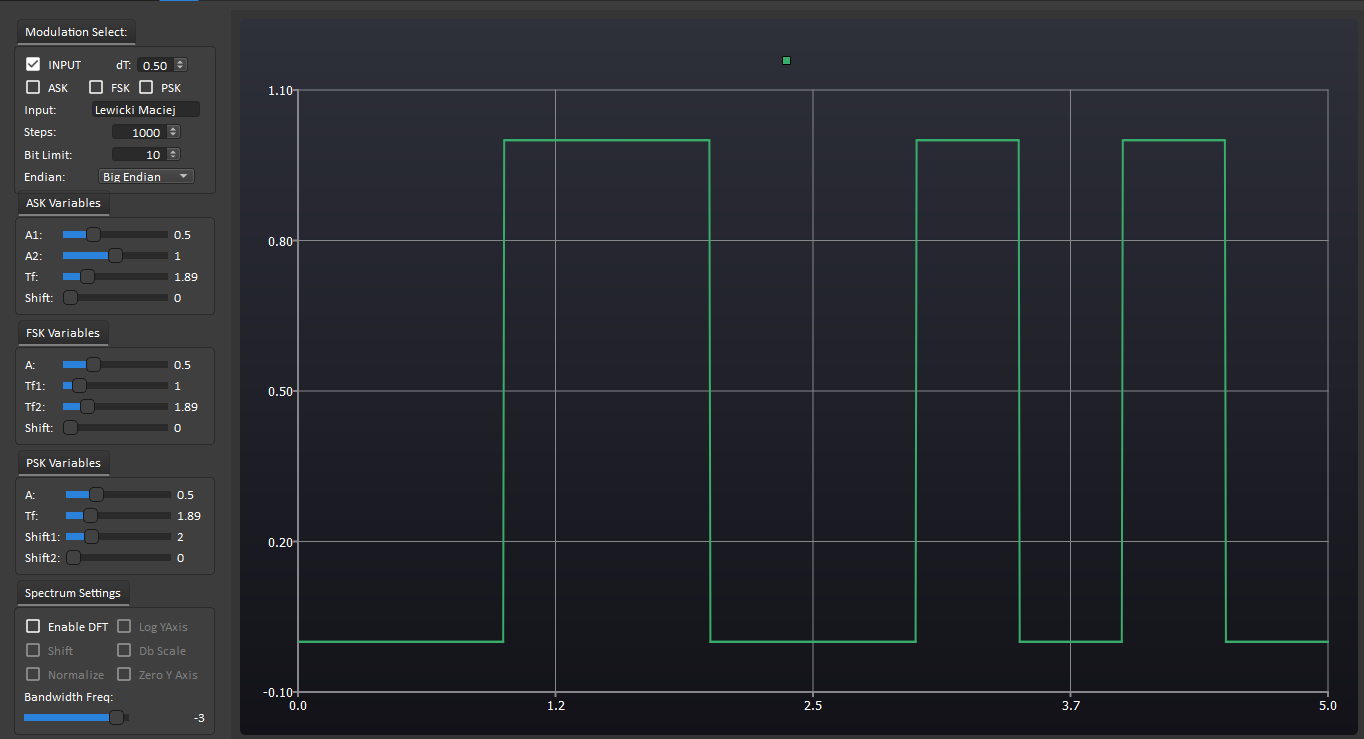 Modulation Select:
INPUT dT: 0.50
ASK FSK PSK
Input: Lewicki Maciej
Steps: 1000
Bit Limit: 10
Endian: Big Endian
ASK Variables
A1: 0.5
A2: 1
Tf: 1.89
Shift: 0
FSK Variables
A: 0.5
Tf1: 1
Tf2: 1.89
Shift: 0
PSK Variables
A: 0.5
Tf: 1.89
Shift1: 2
Shift2: 0
Spectrum Settings
Enable DFT Log YAxis
Shift Db Scale
Normalize Zero Y Axis
Bandwidth Freq:
-3
1.10
0.80
0.50
0.20
-0.10
0.0 1.2 2.5 3.7 5.0